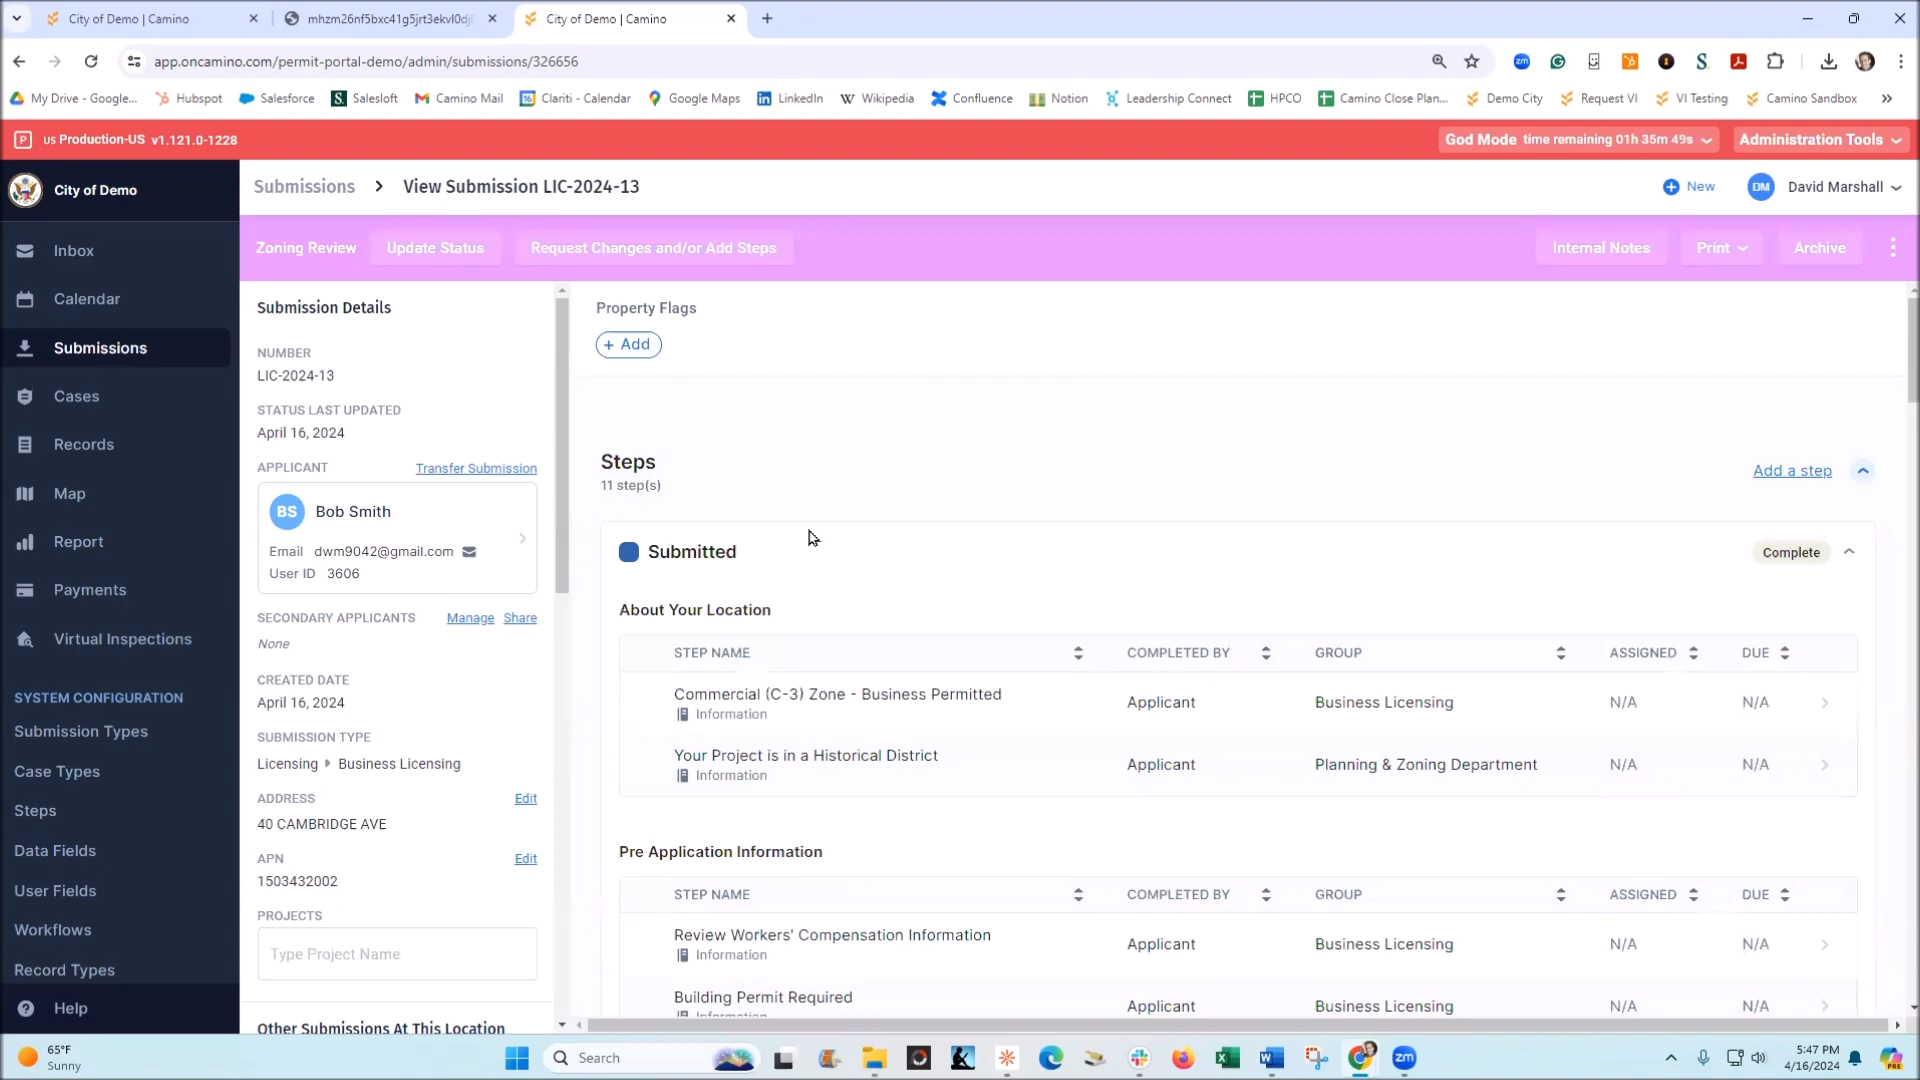 City of Demo | Camino
mhzm26nf5bxc41g5jrt3ekvl0dj
City of Demo | Camino
app.oncamino.com/permit-portal-demo/admin/submissions/326656
My Drive - Google...
Hubspot
Salesforce
Salesloft
Camino Mail
Clariti - Calendar
Google Maps
LinkedIn
Wikipedia
Confluence
Notion
Leadership Connect
HPCO
Camino Close Plan...
Demo City
Request VI
VI Testing
Camino Sandbox
P US Production-US v1.121.0-1228
God Mode time remaining 01h 35m 49s
Administration Tools
City of Demo
Submissions > View Submission LIC-2024-13
New
DM David Marshall
Zoning Review
Update Status
Request Changes and/or Add Steps
Internal Notes
Print
Archive
Inbox
Calendar
Submissions
Cases
Records
Map
Report
Payments
Virtual Inspections
SYSTEM CONFIGURATION
Submission Types
Case Types
Steps
Data Fields
User Fields
Workflows
Record Types
Help
Submission Details
NUMBER
LIC-2024-13
STATUS LAST UPDATED
April 16, 2024
APPLICANT Transfer Submission
BS Bob Smith
Email dwm9042@gmail.com
User ID 3606
SECONDARY APPLICANTS Manage Share
None
CREATED DATE
April 16, 2024
SUBMISSION TYPE
Licensing Business Licensing
ADDRESS Edit
40 CAMBRIDGE AVE
APN Edit
1503432002
PROJECTS
Type Project Name
Other Submissions At This Location
Property Flags
+ Add
Steps
11 step(s)
Add a step
Submitted
Complete
About Your Location
STEP NAME COMPLETED BY GROUP ASSIGNED DUE
Commercial (C-3) Zone - Business Permitted
Information
Applicant Business Licensing N/A N/A
Your Project is in a Historical District
Information
Applicant Planning & Zoning Department N/A N/A
Pre Application Information
STEP NAME COMPLETED BY GROUP ASSIGNED DUE
Review Workers' Compensation Information
Information
Applicant Business Licensing N/A N/A
Building Permit Required
Information
Applicant Business Licensing N/A N/A
65°F
Sunny
Search
zm
5:47 PM
4/16/2024